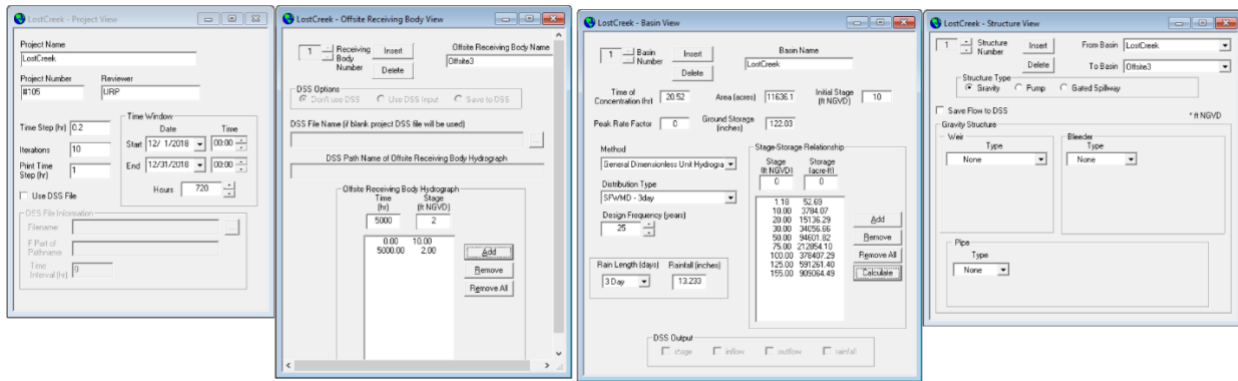 LostCreek - Project View
Project Name
LostCreek
Project Number Reviewer
#105 URP
Time Step (hr) 0.2
Iterations 10
Print Time Step (hr) 1
Time Window
Date Time
Start 12/ 1/2018 00:00
End 12/31/2018 00:00
Hours 720
Use DSS File
DSS File Information
Filename
F Part of Pathname
Time Interval (hr) 0
LostCreek - Offsite Receiving Body View
1 Receiving Body Number
Insert
Delete
Offsite Receiving Body Name
Offsite3
DSS Options
Don't use DSS Use DSS Input Save to DSS
DSS File Name (if blank project DSS file will be used)
...
DSS Path Name of Offsite Receiving Body Hydrograph
Offsite Receiving Body Hydrograph
Time (hr) Stage (ft NGVD)
5000 2
0.00 10.00
5000.00 2.00
Add
Remove
Remove All
LostCreek - Basin View
1 Basin Number
Insert
Delete
Basin Name
LostCreek
Time of Concentration (hr) 20.52
Area (acres) 11636.1
Initial Stage (ft NGVD) 10
Peak Rate Factor 0
Ground Storage (inches) 122.03
Method
General Dimensionless Unit Hydrogra
Distribution Type
SFWMD - 3day
Design Frequency (years)
25
Rain Length (days) Rainfall (inches)
3 Day 13.233
Stage-Storage Relationship
Stage (ft NGVD) Storage (acre-ft)
0 0
1.18 52.69
10.00 3784.07
20.00 15136.29
30.00 34056.66
50.00 94601.82
75.00 212854.10
100.00 378407.29
125.00 591261.40
155.00 909064.49
Add
Remove
Remove All
Calculate
DSS Output
stage inflow outflow rainfall
LostCreek - Structure View
1 Structure Number
Insert
Delete
From Basin LostCreek
To Basin Offsite3
Structure Type
Gravity Pump Gated Spillway
Save Flow to DSS
* ft NGVD
Gravity Structure
Weir
Type
None
Bleeder
Type
None
Pipe
Type
None